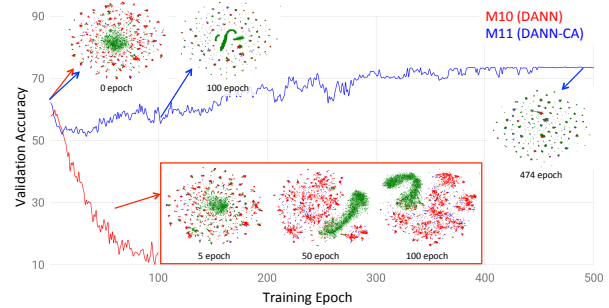 90
M10 (DANN)
M11 (DANN-CA)
0 epoch
100 epoch
70
Validation Accuracy
50
474 epoch
30
5 epoch
50 epoch
100 epoch
10
100
200
300
400
500
Training Epoch